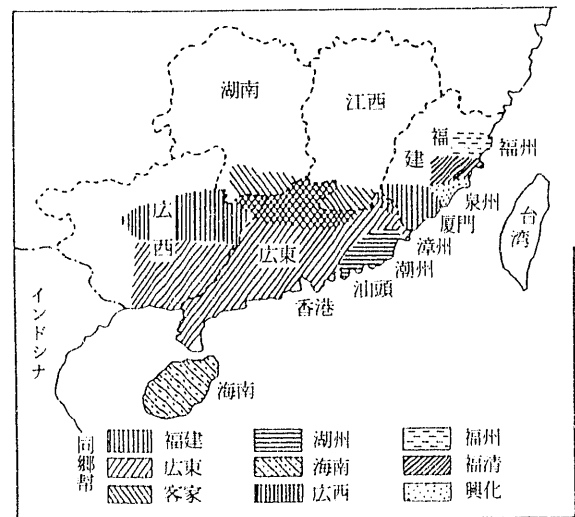 湖南
江西
福建
福州
泉州
厦門
漳州
潮州
汕頭
香港
広東
広西
台湾
インドシナ
海南
同郷幇
福建
湖州
福州
広東
海南
福清
客家
広西
興化